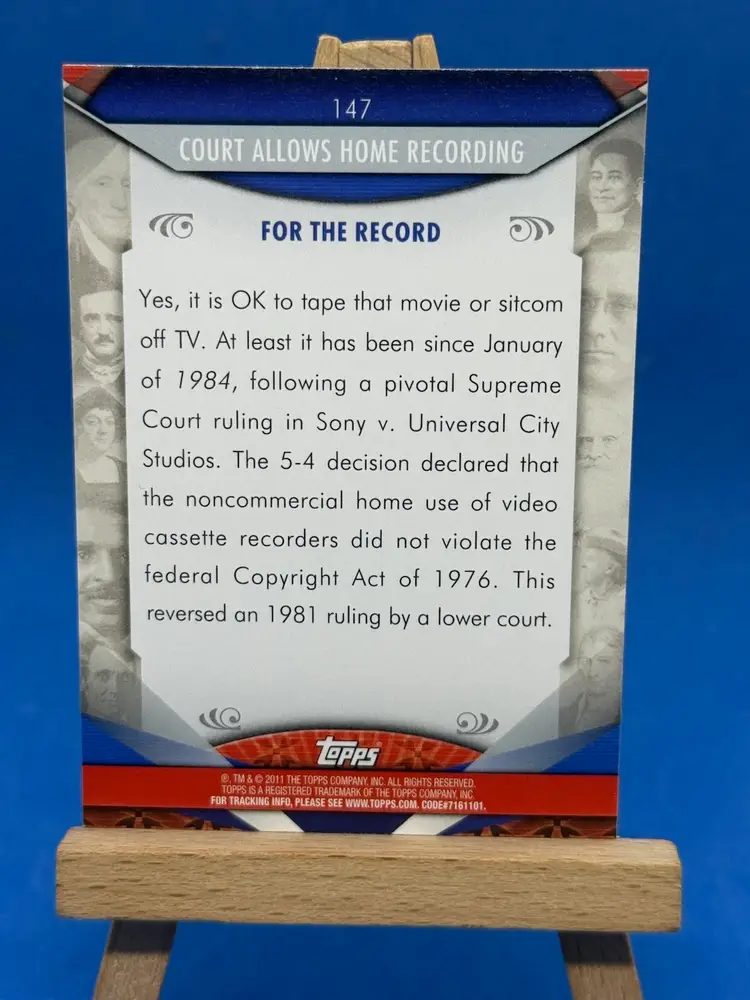 147
COURT ALLOWS HOME RECORDING
FOR THE RECORD
Yes, it is OK to tape that movie or sitcom
off TV. At least it has been since January
of 1984, following a pivotal Supreme
Court ruling in Sony v. Universal City
Studios. The 5-4 decision declared that
the noncommercial home use of video
cassette recorders did not violate the
federal Copyright Act of 1976. This
reversed an 1981 ruling by a lower court.
Topps
®, TM & © 2011 THE TOPPS COMPANY, INC. ALL RIGHTS RESERVED.
TOPPS IS A REGISTERED TRADEMARK OF THE TOPPS COMPANY, INC.
FOR TRACKING INFO, PLEASE SEE WWW.TOPPS.COM. CODE#7161101.